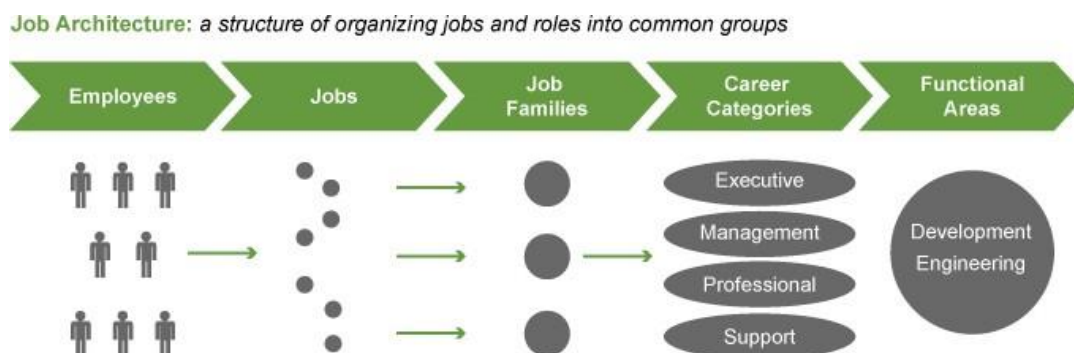 Job Architecture: a structure of organizing jobs and roles into common groups
Employees
Jobs
Job
Families
Career
Categories
Functional
Areas
Executive
Management
Professional
Support
Development
Engineering